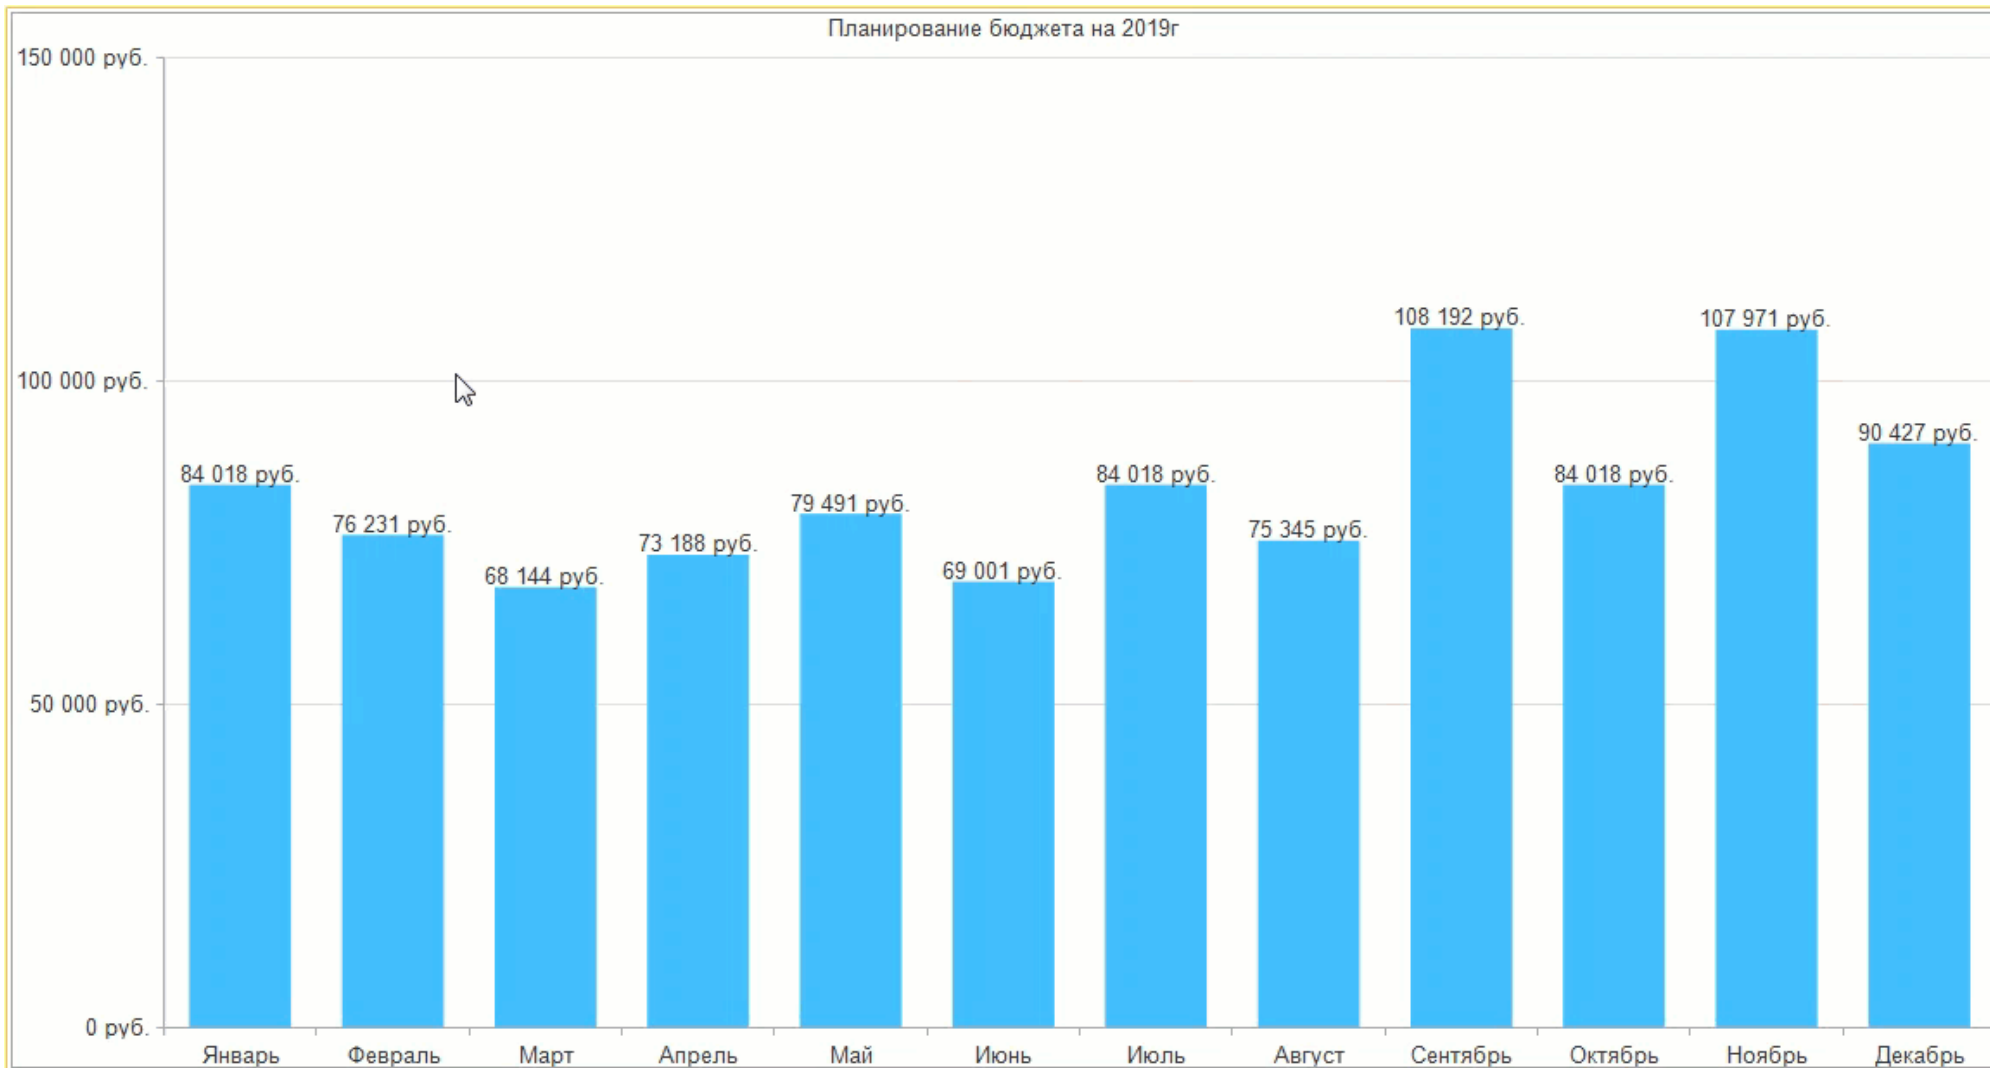 Планирование бюджета на 2019г
150 000 руб.
100 000 руб.
50 000 руб.
0 руб.
84 018 руб.
76 231 руб.
68 144 руб.
73 188 руб.
79 491 руб.
69 001 руб.
84 018 руб.
75 345 руб.
108 192 руб.
84 018 руб.
107 971 руб.
90 427 руб.
Январь
Февраль
Март
Апрель
Май
Июнь
Июль
Август
Сентябрь
Октябрь
Ноябрь
Декабрь